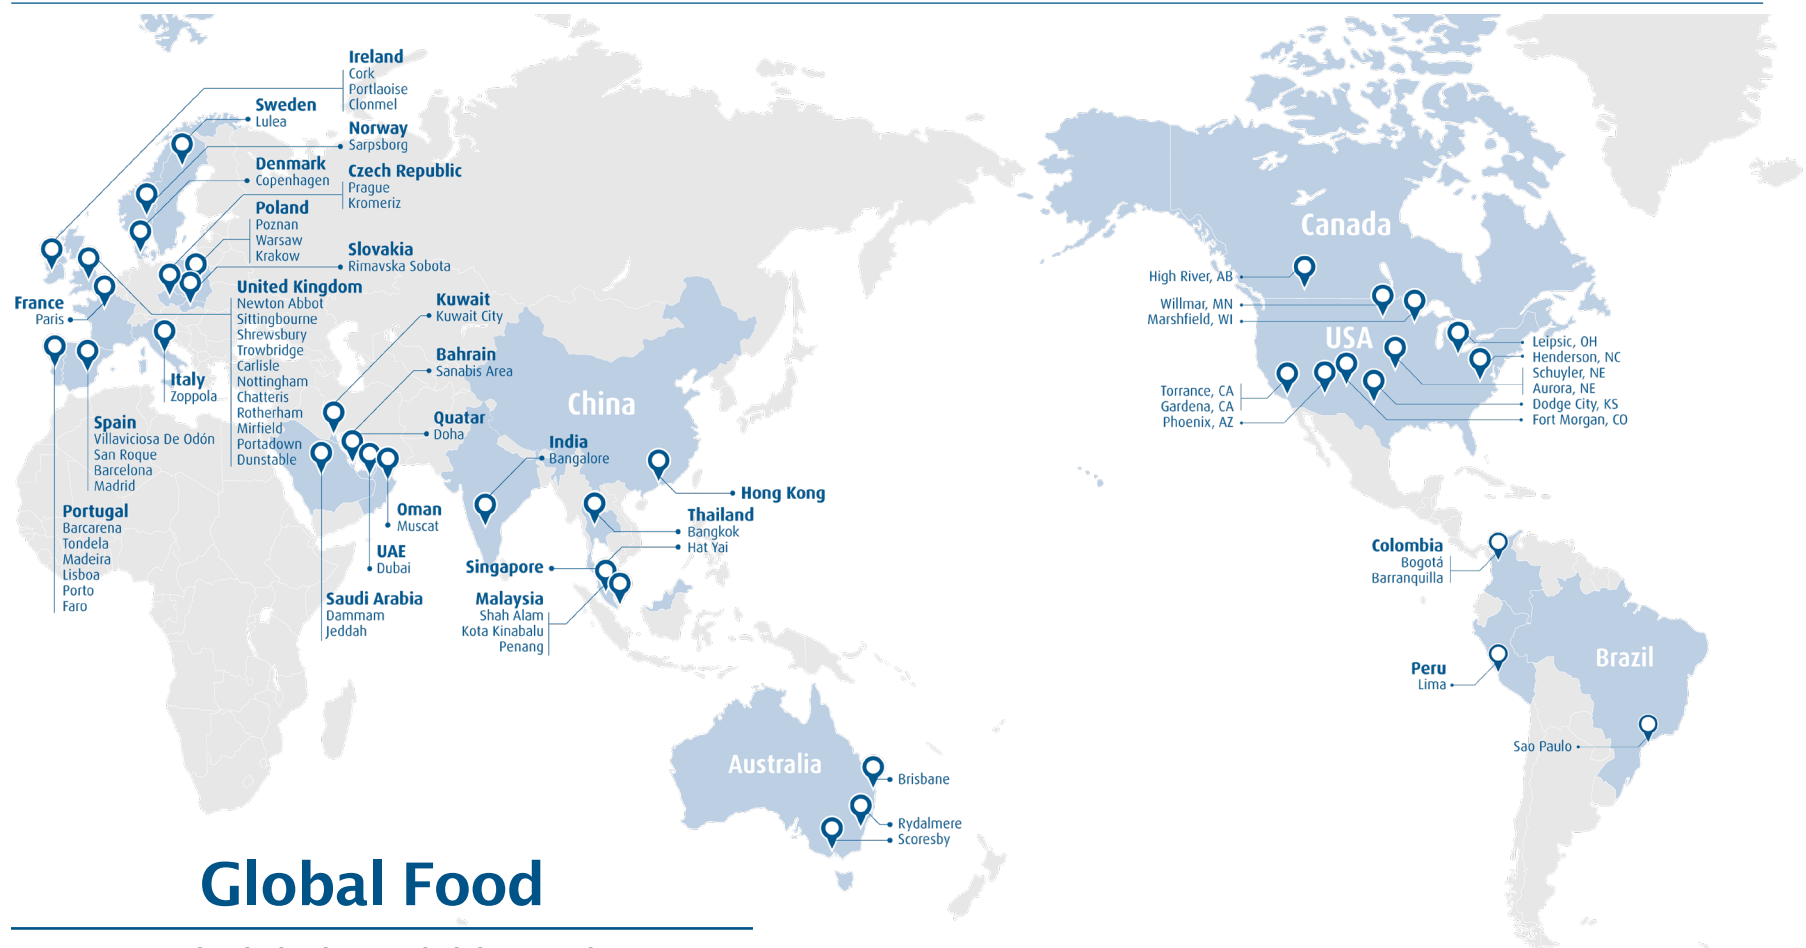 Ireland
Cork
Portlaoise
Clonmel
Sweden
Lulea
Norway
Sarpsborg
Denmark
Copenhagen
Czech Republic
Prague
Kromeriz
Poland
Poznan
Warsaw
Krakow
Slovakia
Rimavska Sobota
United Kingdom
Newton Abbot
Sittingbourne
Shrewsbury
Trowbridge
Carlisle
Nottingham
Chatteris
Rotherham
Mirfield
Portadown
Dunstable
France
Paris
Italy
Zoppola
Spain
Villaviciosa De Odón
San Roque
Barcelona
Madrid
Portugal
Barcarena
Tondela
Madeira
Lisboa
Porto
Faro
Kuwait
Kuwait City
Bahrain
Sanabis Area
Quatar
Doha
Oman
Muscat
UAE
Dubai
Saudi Arabia
Dammam
Jeddah
China
India
Bangalore
Hong Kong
Thailand
Bangkok
Hat Yai
Singapore
Malaysia
Shah Alam
Kota Kinabalu
Penang
Australia
Brisbane
Rydalmere
Scoresby
Canada
High River, AB
Willmar, MN
Marshfield, WI
USA
Leipsic, OH
Henderson, NC
Schuyler, NE
Aurora, NE
Dodge City, KS
Fort Morgan, CO
Torrance, CA
Gardena, CA
Phoenix, AZ
Colombia
Bogotá
Barranquilla
Peru
Lima
Brazil
Sao Paulo
Global Food